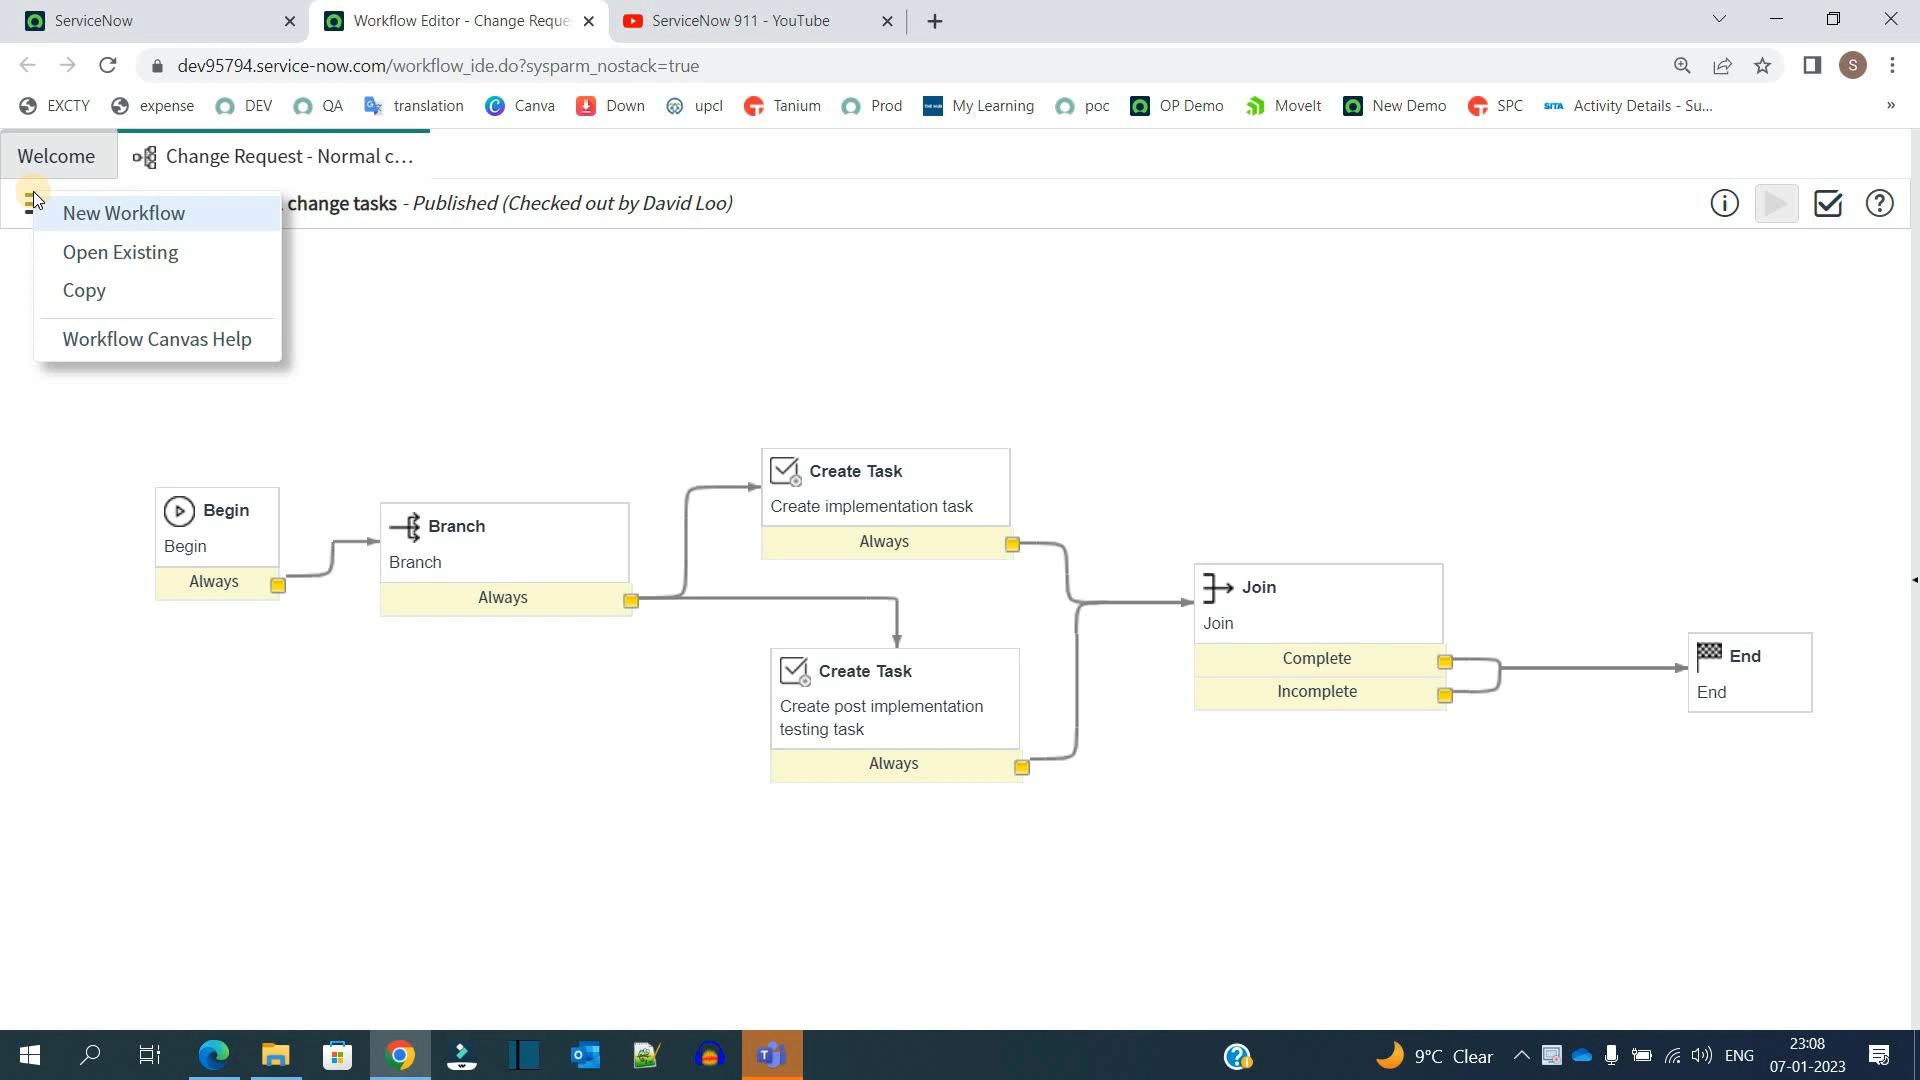 ServiceNow
Workflow Editor - Change Reque
ServiceNow 911 - YouTube
dev95794.service-now.com/workflow_ide.do?sysparm_nostack=true
S
EXCTY
expense
DEV
QA
translation
Canva
Down
upcl
Tanium
Prod
My Learning
poc
OP Demo
MoveIt
New Demo
SPC
SITA
Activity Details - Su...
»
Welcome
Change Request - Normal c...
change tasks - Published (Checked out by David Loo)
New Workflow
Open Existing
Copy
Workflow Canvas Help
Begin
Begin
Always
Branch
Branch
Always
Create Task
Create implementation task
Always
Create Task
Create post implementation
testing task
Always
Join
Join
Complete
Incomplete
End
End
9°C Clear
ENG
23:08
07-01-2023